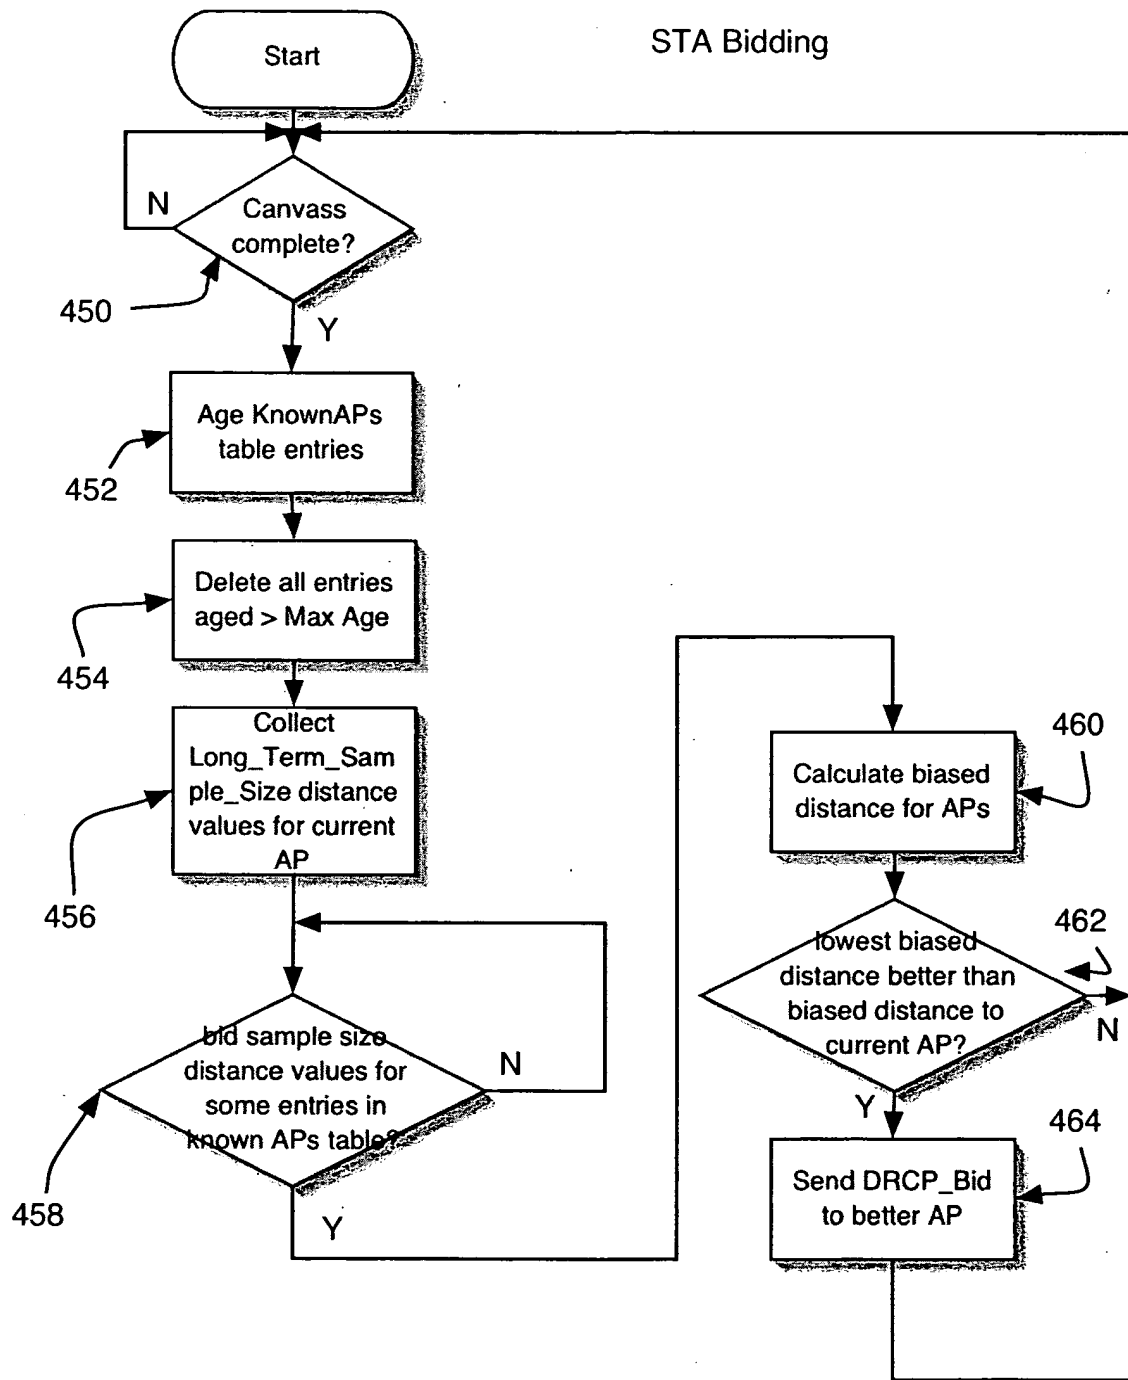 STA Bidding
Start
Canvass
complete?
N
450
Y
Age KnownAPs
table entries
452
Delete all entries
aged > Max Age
454
Collect
Long_Term_Sam
ple_Size distance
values for current
AP
456
bid sample size
distance values for
some entries in
known APs table?
N
458
Y
460
Calculate biased
distance for APs
462
lowest biased
distance better than
biased distance to
current AP?
N
Y
464
Send DRCP_Bid
to better AP